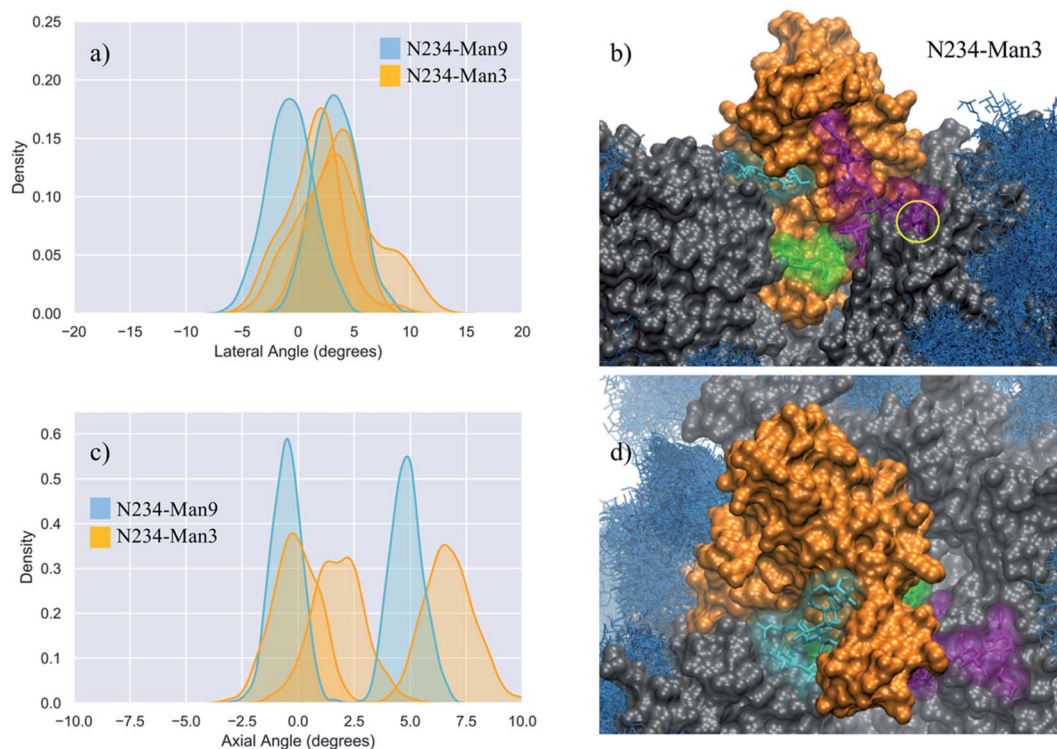 a)
N234-Man9
N234-Man3
0.25
0.20
0.15
0.10
0.05
0.00
Density
−20 −15 −10 −5 0 5 10 15 20
Lateral Angle (degrees)
b)
N234-Man3
c)
N234-Man9
N234-Man3
0.6
0.5
0.4
0.3
0.2
0.1
0.0
Density
−10.0 −7.5 −5.0 −2.5 0.0 2.5 5.0 7.5 10.0
Axial Angle (degrees)
d)